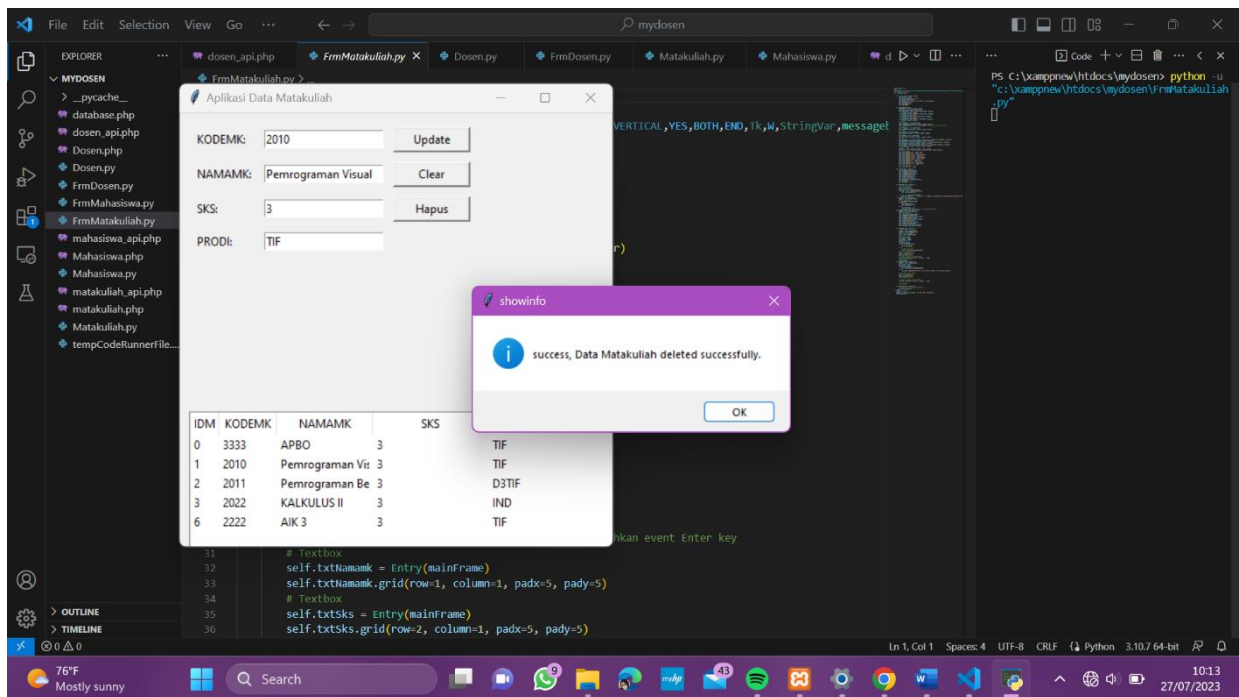 File Edit Selection View Go ··· mydosen
EXPLORER ···
MYDOSEN
__pycache__
database.php
dosen_api.php
Dosen.php
Dosen.py
FrmDosen.py
FrmMahasiswa.py
FrmMatakuliah.py
mahasiswa_api.php
Mahasiswa.php
Mahasiswa.py
matakuliah_api.php
matakuliah.php
Matakuliah.py
tempCodeRunnerFile....
OUTLINE
TIMELINE
dosen_api.php FrmMatakuliah.py Dosen.py FrmDosen.py Matakuliah.py Mahasiswa.py d
FrmMatakuliah.py > ...
VERTICAL,YES,BOTH,END,Tk,W,StringVar,message
r)
hkan event Enter key
31 # Textbox
32 self.txtNamamk = Entry(mainFrame)
33 self.txtNamamk.grid(row=1, column=1, padx=5, pady=5)
34 # Textbox
35 self.txtSks = Entry(mainFrame)
36 self.txtSks.grid(row=2, column=1, padx=5, pady=5)
Aplikasi Data Matakuliah
KODEMK: 2010 Update
NAMAMK: Pemrograman Visual Clear
SKS: 3 Hapus
PRODI: TIF
IDM KODEMK NAMAMK SKS
0 3333 APBO 3 TIF
1 2010 Pemrograman Vis 3 TIF
2 2011 Pemrograman Be 3 D3TIF
3 2022 KALKULUS II 3 IND
6 2222 AIK 3 3 TIF
showinfo
success, Data Matakuliah deleted successfully.
OK
Code
PS C:\xamppnew\htdocs\mydosen> python -u
"c:\xamppnew\htdocs\mydosen\FrmMatakuliah
.py"
0 0 Ln 1, Col 1 Spaces: 4 UTF-8 CRLF Python 3.10.7 64-bit
76°F
Mostly sunny
Search
9
43
10:13
27/07/2023